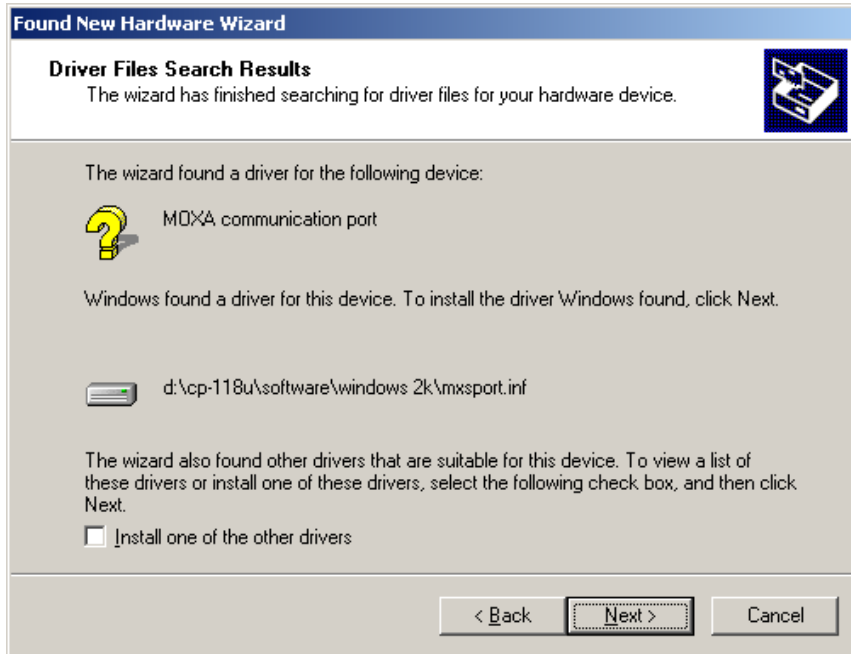 Found New Hardware Wizard
Driver Files Search Results
The wizard has finished searching for driver files for your hardware device.
The wizard found a driver for the following device:
MOXA communication port
Windows found a driver for this device. To install the driver Windows found, click Next.
d:\cp-118u\software\windows 2k\mxsport.inf
The wizard also found other drivers that are suitable for this device. To view a list of
these drivers or install one of these drivers, select the following check box, and then click
Next.
Install one of the other drivers
< Back Next > Cancel